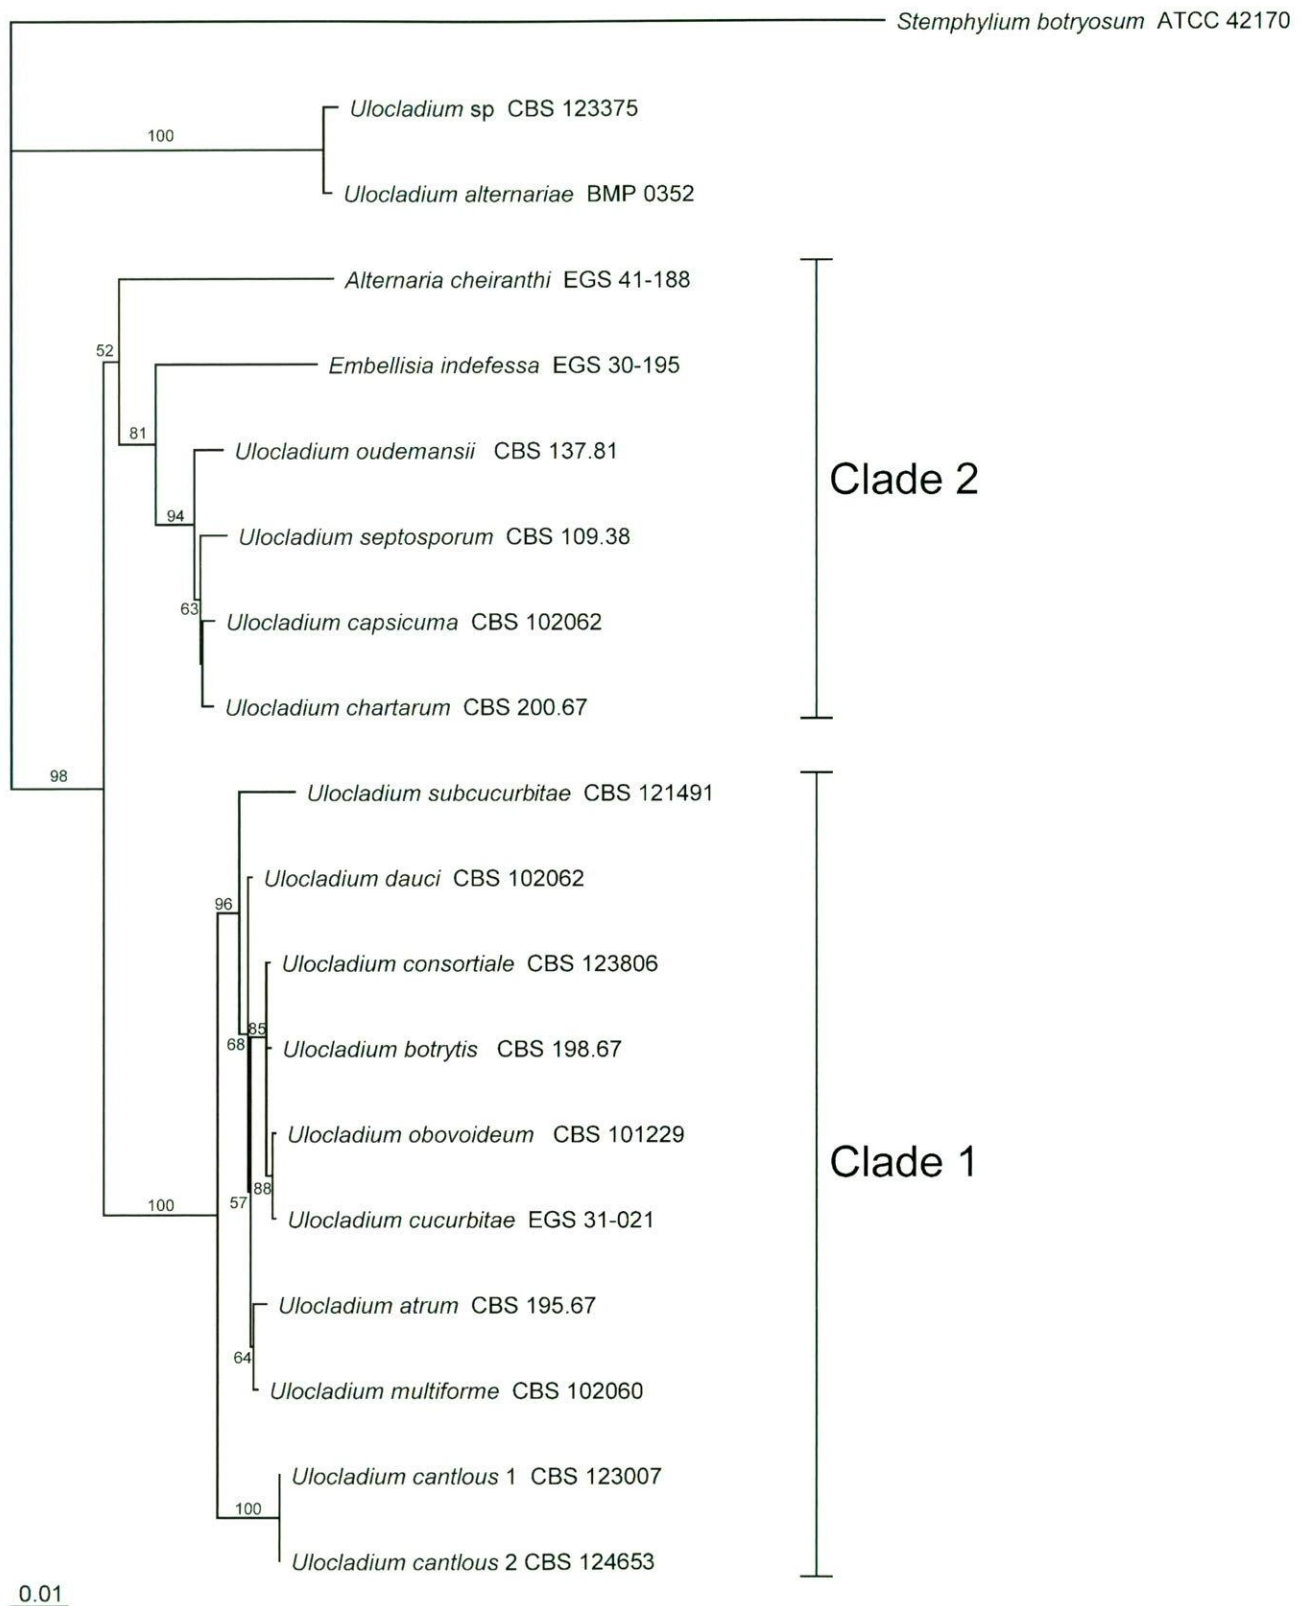 Stemphylium botryosum ATCC 42170
Ulocladium sp CBS 123375
100
Ulocladium alternariae BMP 0352
Alternaria cheiranthi EGS 41-188
52
Embellisia indefessa EGS 30-195
81
Ulocladium oudemansii CBS 137.81
Clade 2
94
Ulocladium septosporum CBS 109.38
63
Ulocladium capsicuma CBS 102062
Ulocladium chartarum CBS 200.67
98
Ulocladium subcucurbitae CBS 121491
Ulocladium dauci CBS 102062
96
Ulocladium consortiale CBS 123806
85
68
Ulocladium botrytis CBS 198.67
Ulocladium obovoideum CBS 101229
Clade 1
88
57
100
Ulocladium cucurbitae EGS 31-021
Ulocladium atrum CBS 195.67
64
Ulocladium multiforme CBS 102060
Ulocladium cantlous 1 CBS 123007
100
Ulocladium cantlous 2 CBS 124653
0.01